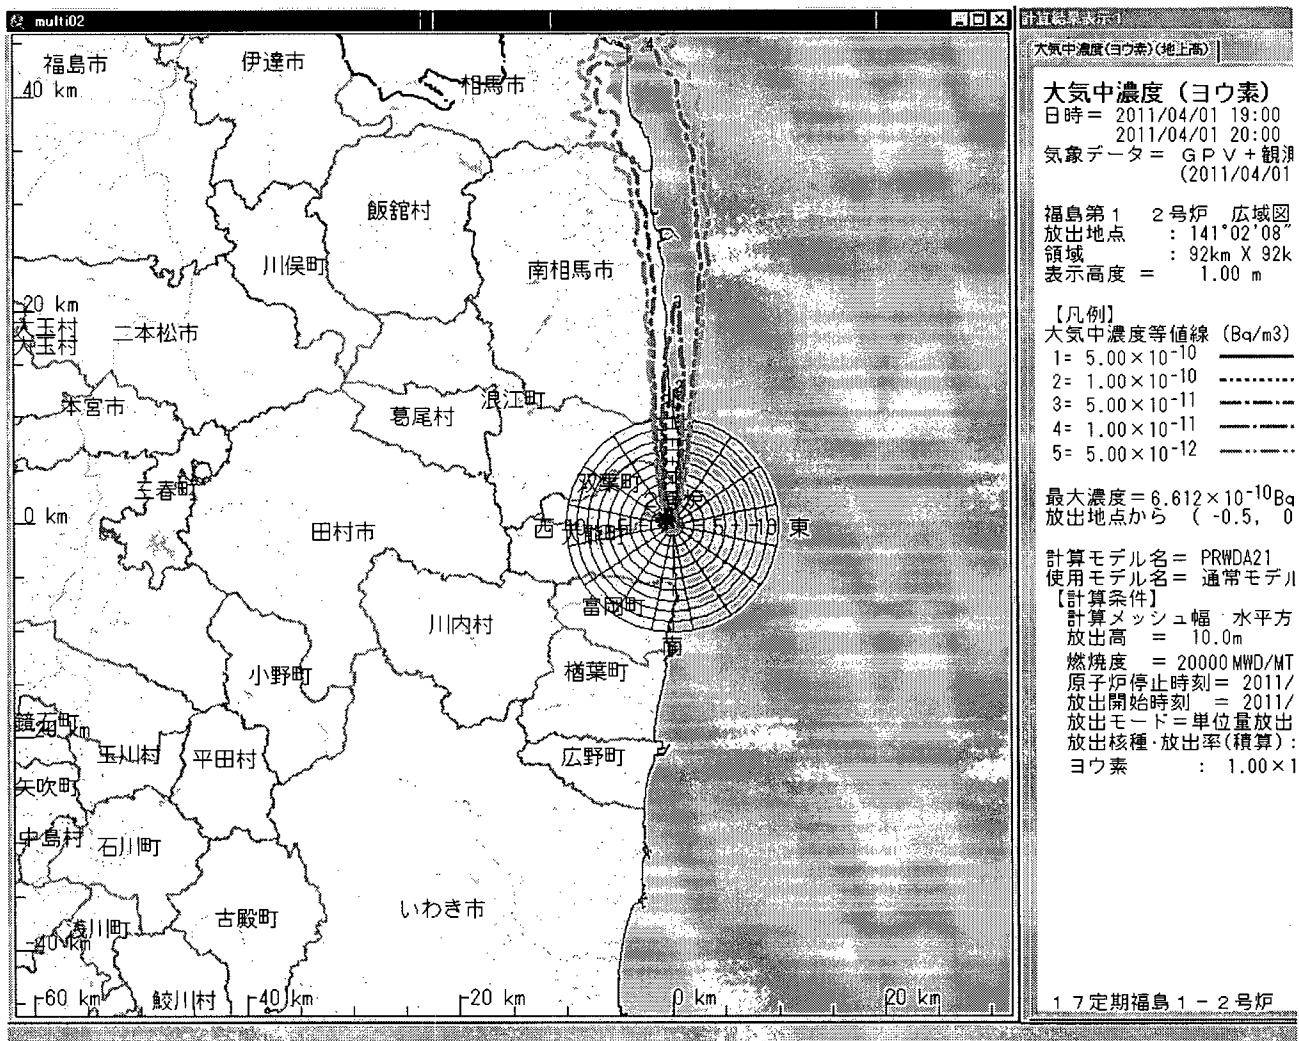 multi02
福島市
伊達市
相馬市
40 km
飯舘村
川俣町
南相馬市
20 km
大玉村
大玉村
二本松市
本宮市
葛尾村
浪江町
三春町
双葉町
0 km
田村市
西
10
5
5
10
東
富岡町
川内村
南
小野町
楢葉町
鏡石町
-20 km
玉川村
平田村
広野町
矢吹町
中島村
石川町
浅川町
古殿町
いわき市
-40 km
-60 km
鮫川村
-40 km
-20 km
0 km
20 km
計算結果表示-1
大気中濃度(ヨウ素)(地上高)
大気中濃度（ヨウ素）
日時＝ 2011/04/01 19:00
2011/04/01 20:00
気象データ＝ ＧＰＶ＋観測
(2011/04/01
福島第１ ２号炉 広域図
放出地点 : 141°02'08"
領域 : 92km X 92k
表示高度 ＝ 1.00 m
【凡例】
大気中濃度等値線 (Bq/m3)
1= 5.00×10-10
2= 1.00×10-10
3= 5.00×10-11
4= 1.00×10-11
5= 5.00×10-12
最大濃度＝6.612×10-10Bq
放出地点から ( -0.5, 0
計算モデル名＝ PRWDA21
使用モデル名＝ 通常モデル
【計算条件】
計算メッシュ幅 水平方
放出高 ＝ 10.0m
燃焼度 ＝20000MWD/MT
原子炉停止時刻＝ 2011/
放出開始時刻 ＝ 2011/
放出モード＝単位量放出
放出核種・放出率(積算):
ヨウ素 : 1.00×1
１７定期福島１－２号炉